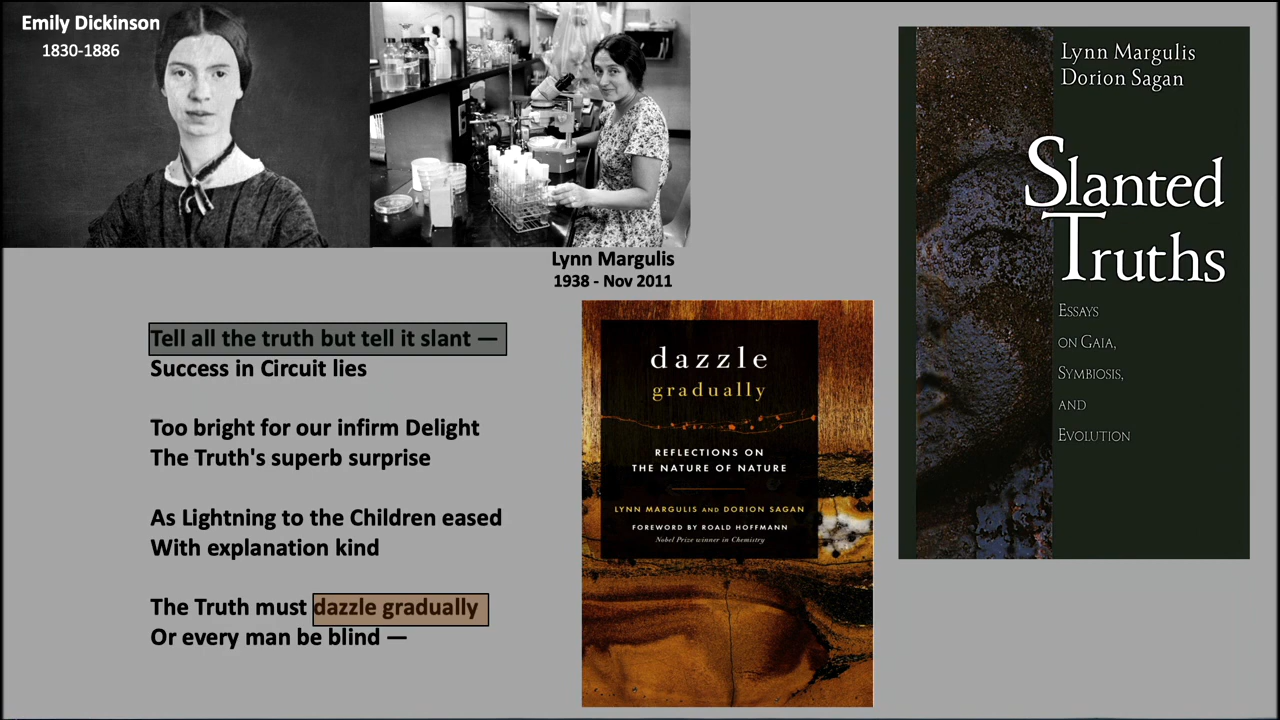 Emily Dickinson
1830-1886
Lynn Margulis
1938 - Nov 2011
Tell all the truth but tell it slant —
Success in Circuit lies
Too bright for our infirm Delight
The Truth's superb surprise
As Lightning to the Children eased
With explanation kind
The Truth must dazzle gradually
Or every man be blind —
dazzle
gradually
REFLECTIONS ON
THE NATURE OF NATURE
LYNN MARGULIS AND DORION SAGAN
FOREWORD BY ROALD HOFFMANN
Nobel Prize winner in Chemistry
Lynn Margulis
Dorion Sagan
Slanted
Truths
ESSAYS
ON GAIA,
SYMBIOSIS,
AND
EVOLUTION